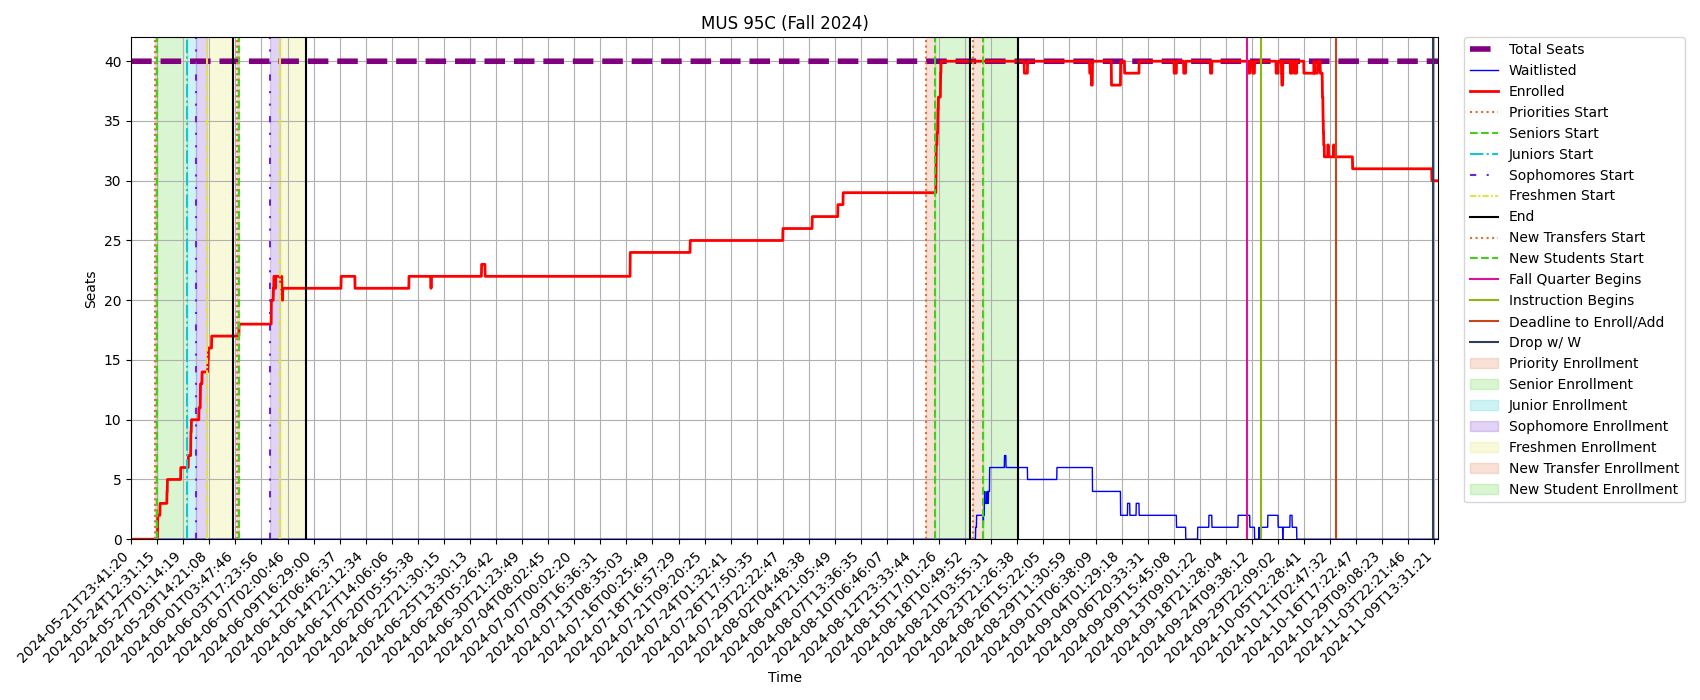 MUS 95C (Fall 2024)
Seats
40
35
30
25
20
15
10
5
0
2024-05-21T23:41:20
2024-05-24T12:31:15
2024-05-27T01:14:19
2024-05-29T14:21:08
2024-06-01T03:47:46
2024-06-03T17:23:56
2024-06-07T02:00:46
2024-06-09T16:29:00
2024-06-12T06:46:37
2024-06-14T22:12:34
2024-06-17T14:06:06
2024-06-20T05:55:38
2024-06-22T21:30:15
2024-06-25T13:30:13
2024-06-28T05:26:42
2024-06-30T21:23:49
2024-07-04T08:02:45
2024-07-07T00:02:20
2024-07-09T16:36:31
2024-07-13T08:35:03
2024-07-16T00:25:49
2024-07-18T16:57:29
2024-07-21T09:20:25
2024-07-24T01:32:41
2024-07-26T17:50:35
2024-07-29T22:22:47
2024-08-02T04:48:38
2024-08-04T21:05:49
2024-08-07T13:36:35
2024-08-10T06:46:07
2024-08-12T23:33:44
2024-08-15T17:01:26
2024-08-18T10:49:52
2024-08-21T03:55:31
2024-08-23T21:26:38
2024-08-26T15:22:05
2024-08-29T11:30:59
2024-09-01T06:38:09
2024-09-04T01:29:18
2024-09-06T20:33:31
2024-09-09T15:45:08
2024-09-13T09:01:22
2024-09-18T21:28:04
2024-09-24T09:38:12
2024-09-29T22:09:02
2024-10-05T12:28:41
2024-10-11T02:47:32
2024-10-16T17:22:47
2024-10-29T09:08:23
2024-11-03T22:21:46
2024-11-09T13:31:21
Time
Total Seats
Waitlisted
Enrolled
Priorities Start
Seniors Start
Juniors Start
Sophomores Start
Freshmen Start
End
New Transfers Start
New Students Start
Fall Quarter Begins
Instruction Begins
Deadline to Enroll/Add
Drop w/ W
Priority Enrollment
Senior Enrollment
Junior Enrollment
Sophomore Enrollment
Freshmen Enrollment
New Transfer Enrollment
New Student Enrollment